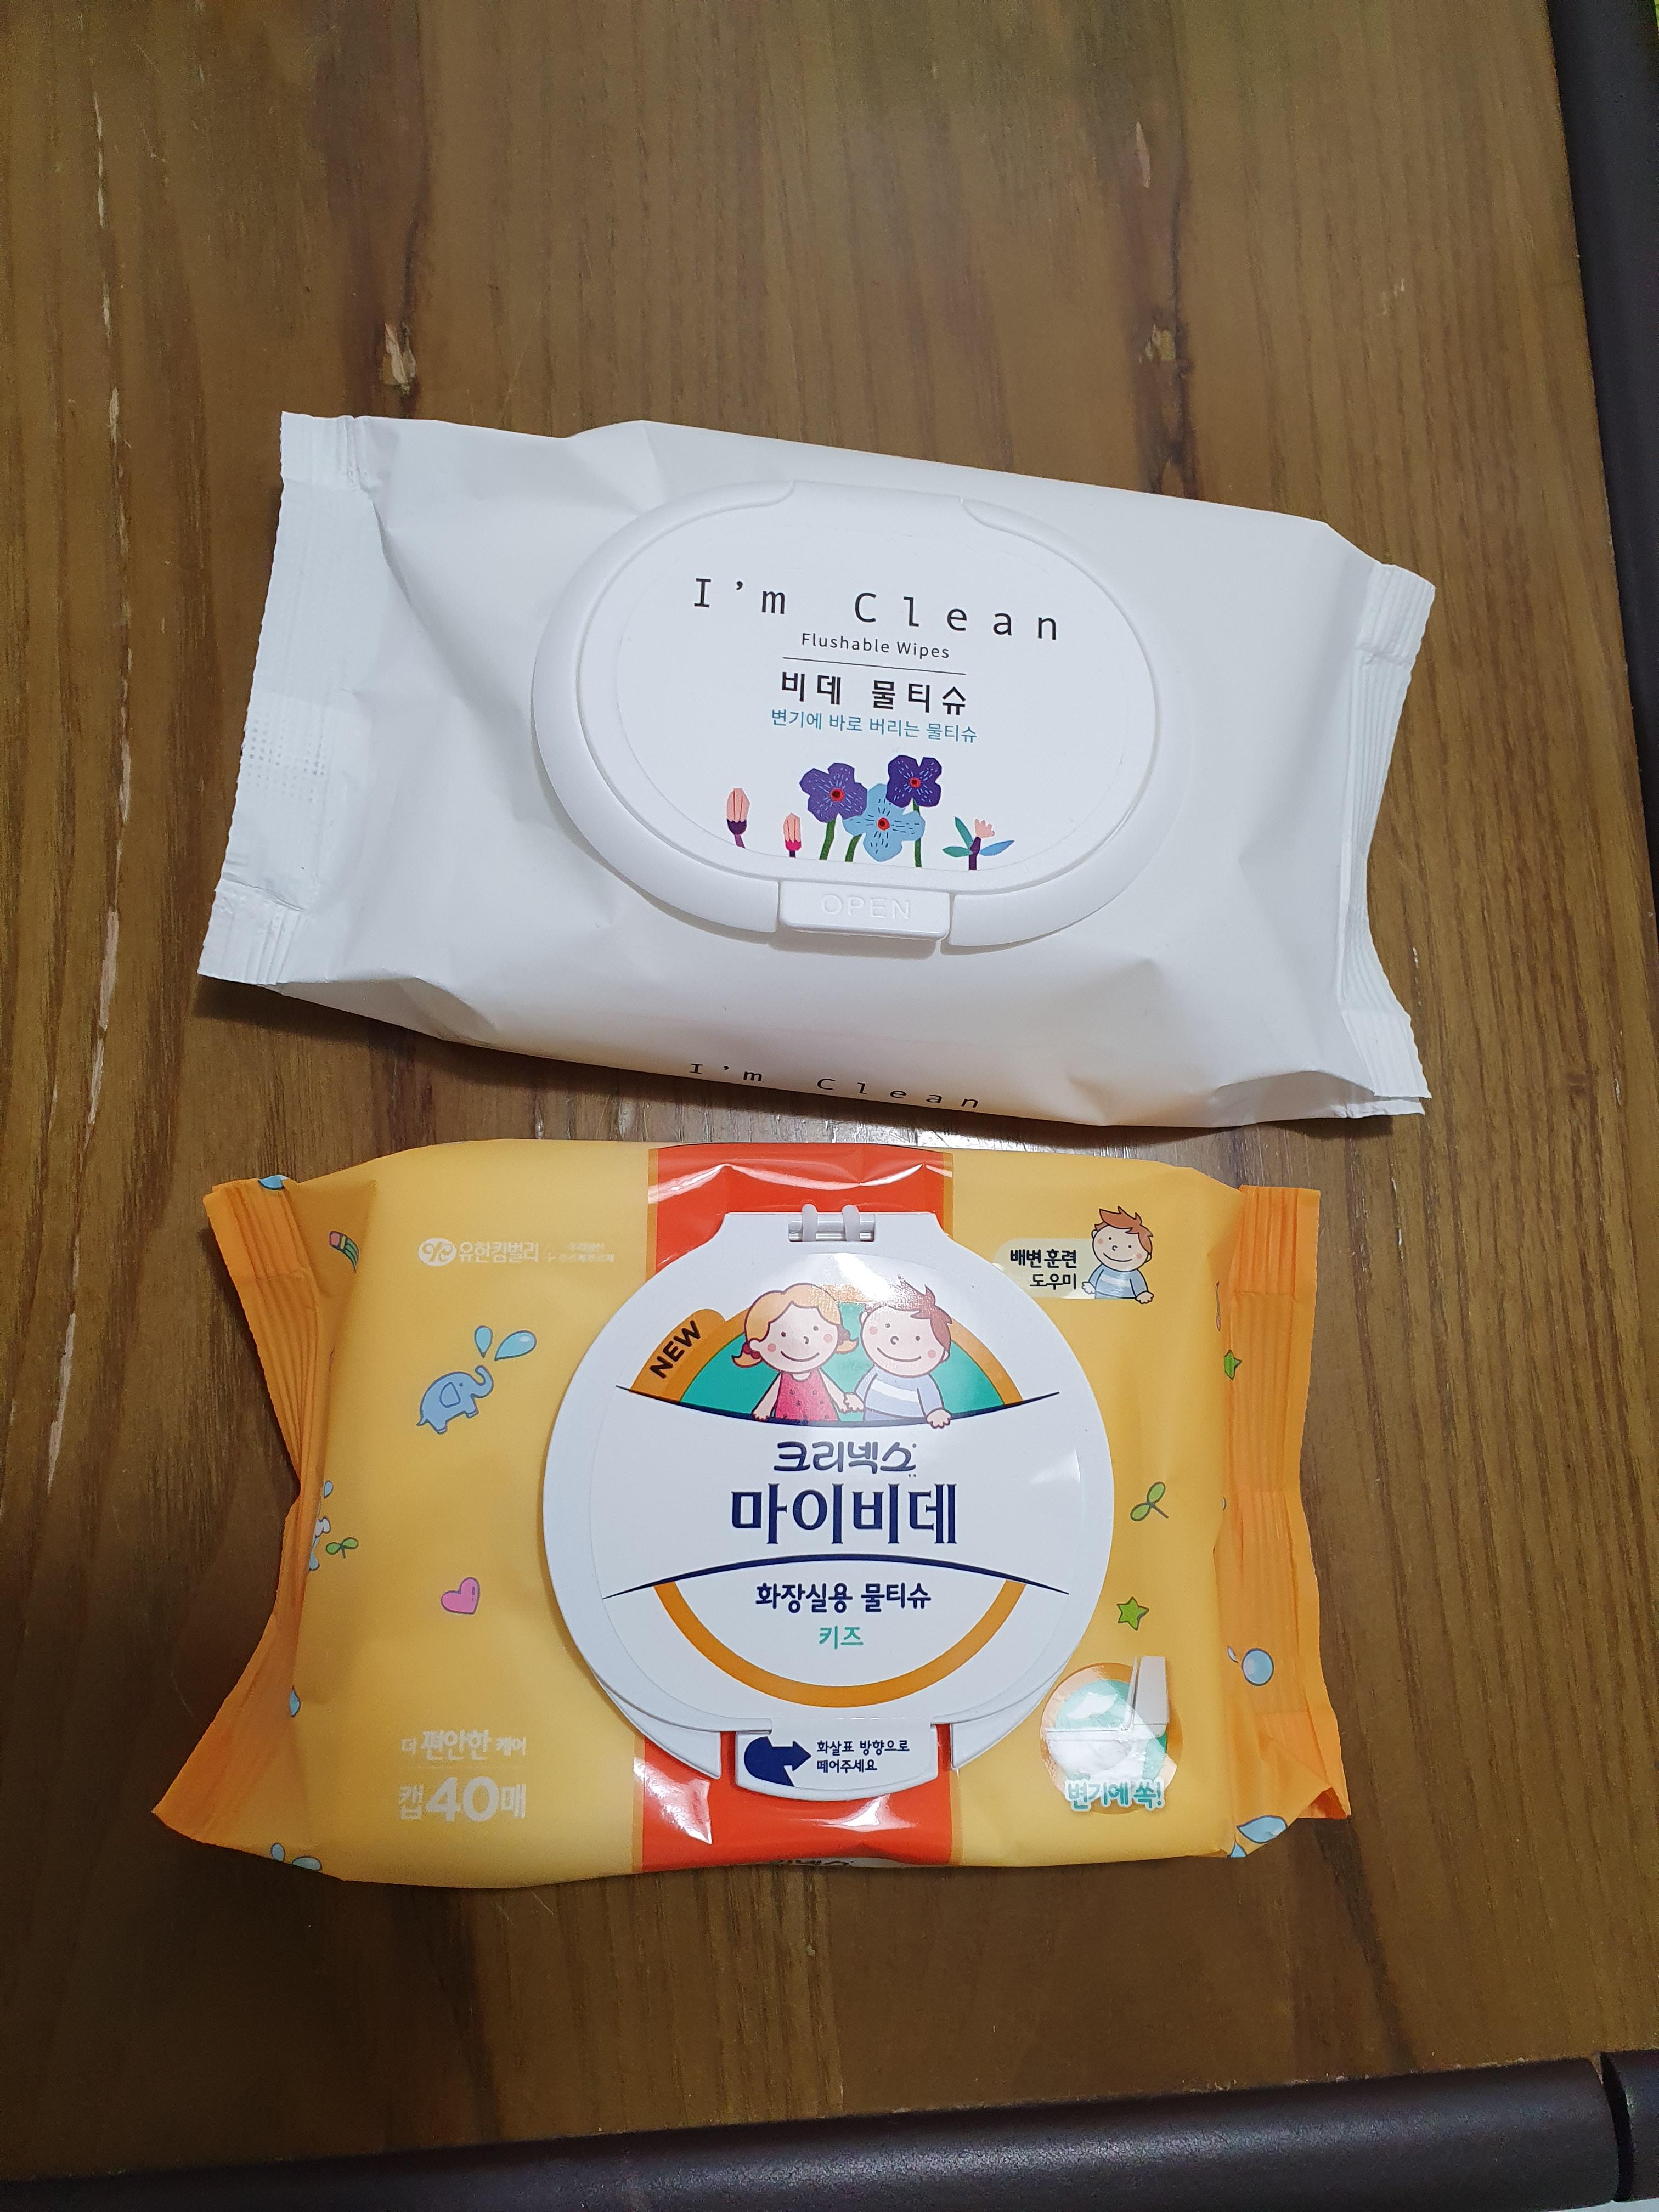 I'm Clean
Flushable Wipes
비데 물티슈
변기에 바로 버리는 물티슈
OPEN
I'm Clean
유한킴벌리
배변 훈련
도우미
NEW
크리넥스
마이비데
화장실용 물티슈
키즈
더 편안한 케어
캡 40매
화살표 방향으로
떼어주세요
변기에 쏙!